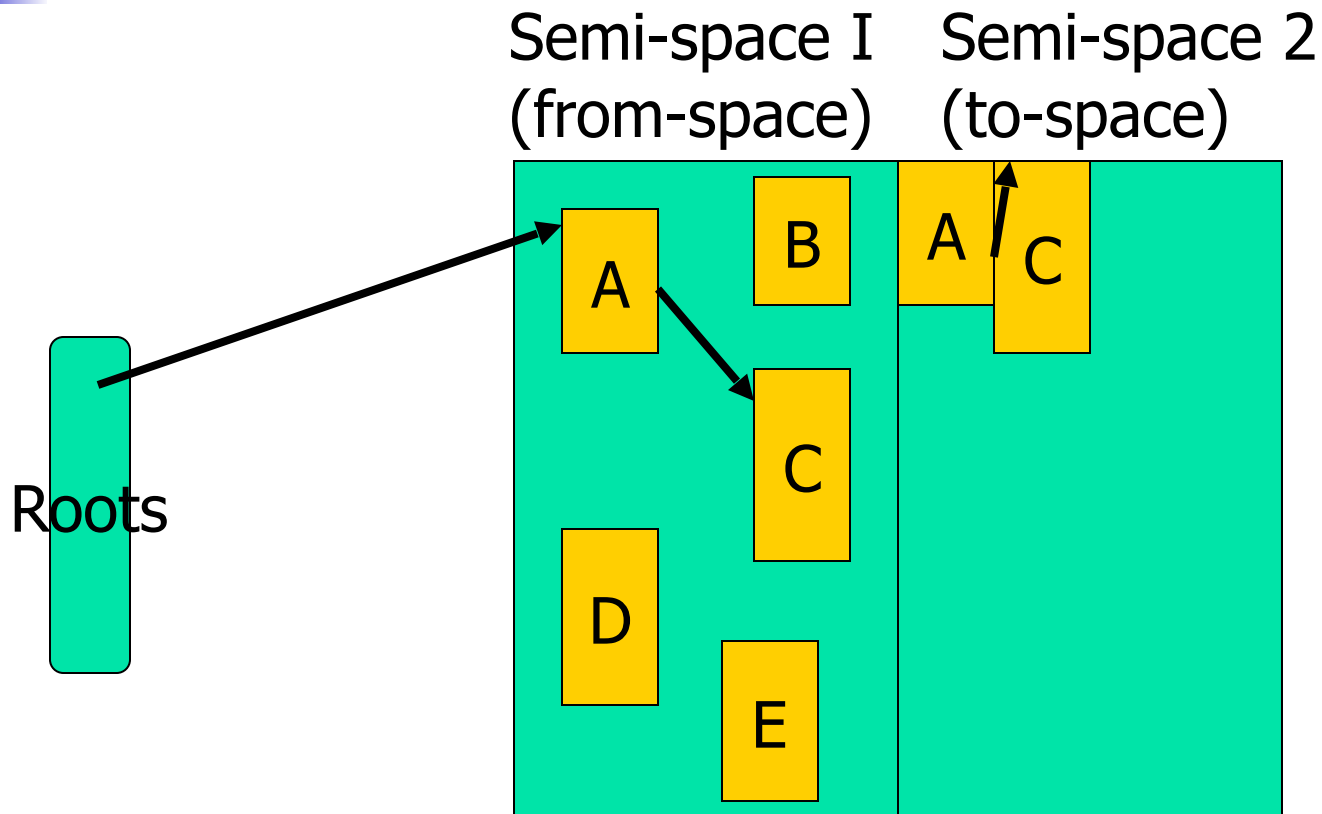 Semi-space I
(from-space)
Semi-space 2
(to-space)
A
B
A
C
C
Roots
D
E